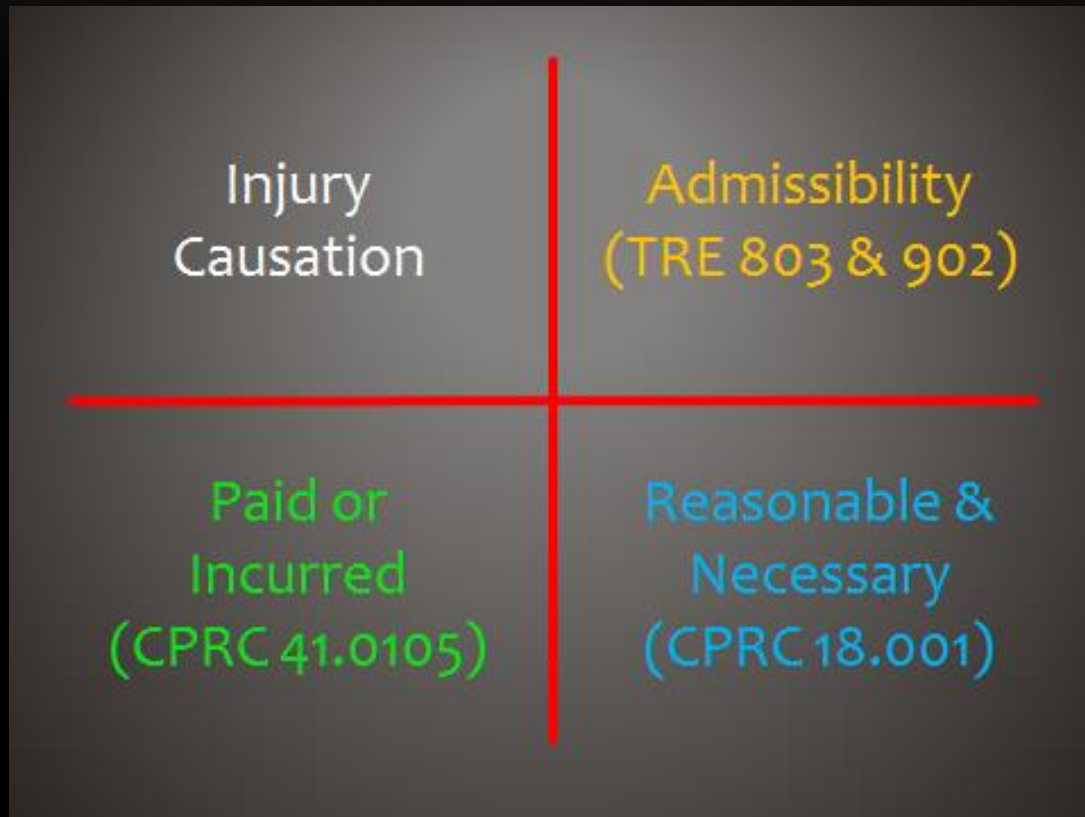 Injury
Causation
Admissibility
(TRE 803 & 902)
Paid or
Incurred
(CPRC 41.0105)
Reasonable &
Necessary
(CPRC 18.001)